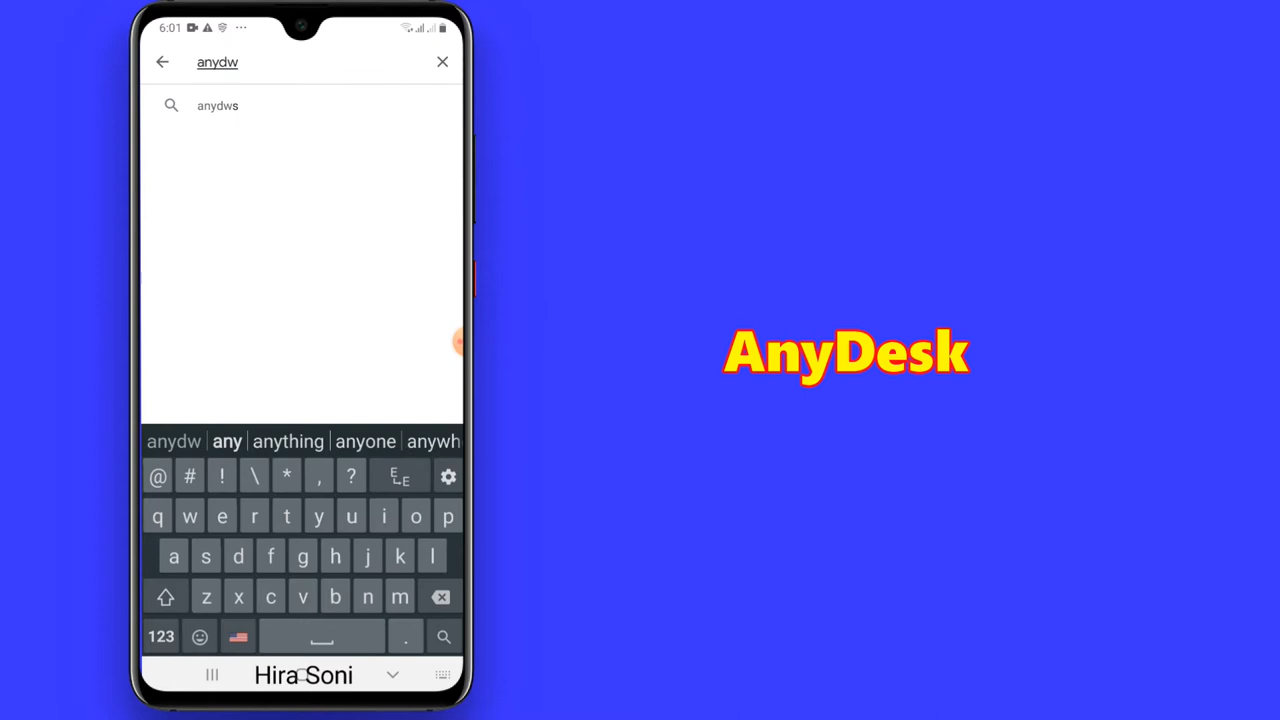 6:01
anydw
anydws
AnyDesk
anydw any anything anyone anywh
@ # ! \ * , ? E E
q w e r t y u i o p
a s d f g h j k l
z x c v b n m
123 .
Hira Soni